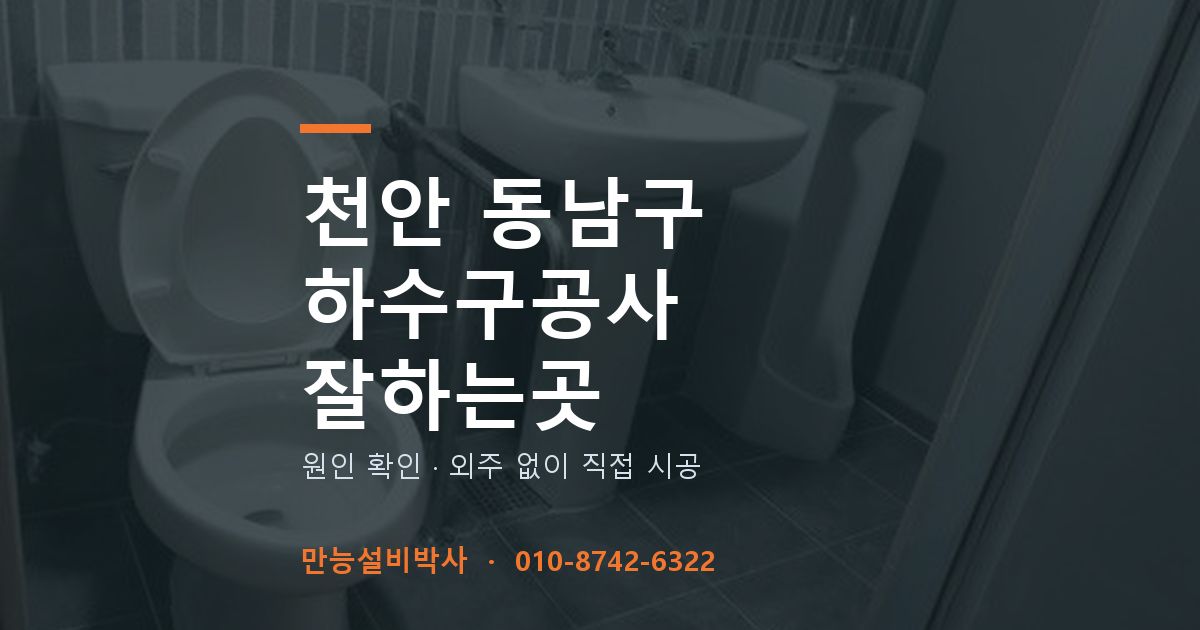 천안 동남구
하수구공사
잘하는곳
원인 확인 · 외주 없이 직접 시공
만능설비박사 · 010-8742-6322